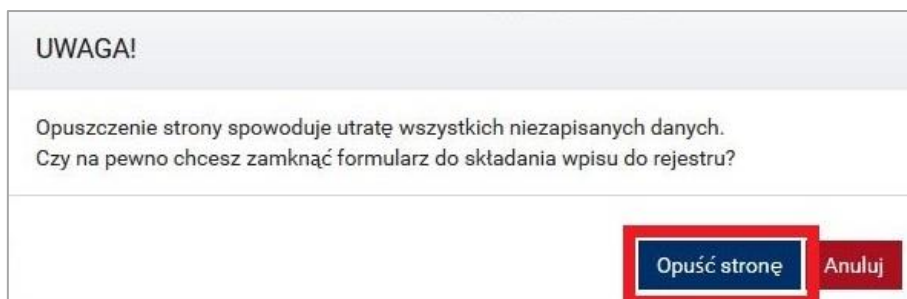 UWAGA!
Opuszczenie strony spowoduje utratę wszystkich niezapisanych danych.
Czy na pewno chcesz zamknąć formularz do składania wpisu do rejestru?
Opuść stronę Anuluj